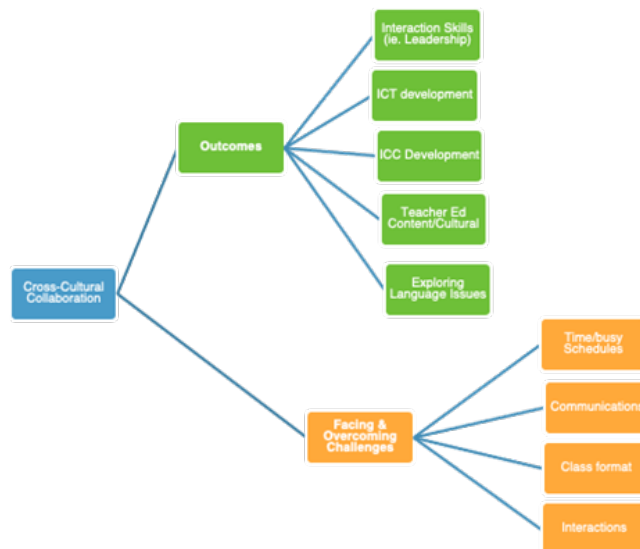 Interaction Skills
(ie. Leadership)
ICT development
Outcomes
ICC Development
Teacher Ed
Content/Cultural
Cross-Cultural
Collaboration
Exploring
Language Issues
Time/busy
Schedules
Communications
Facing &
Overcoming
Challenges
Class format
Interactions